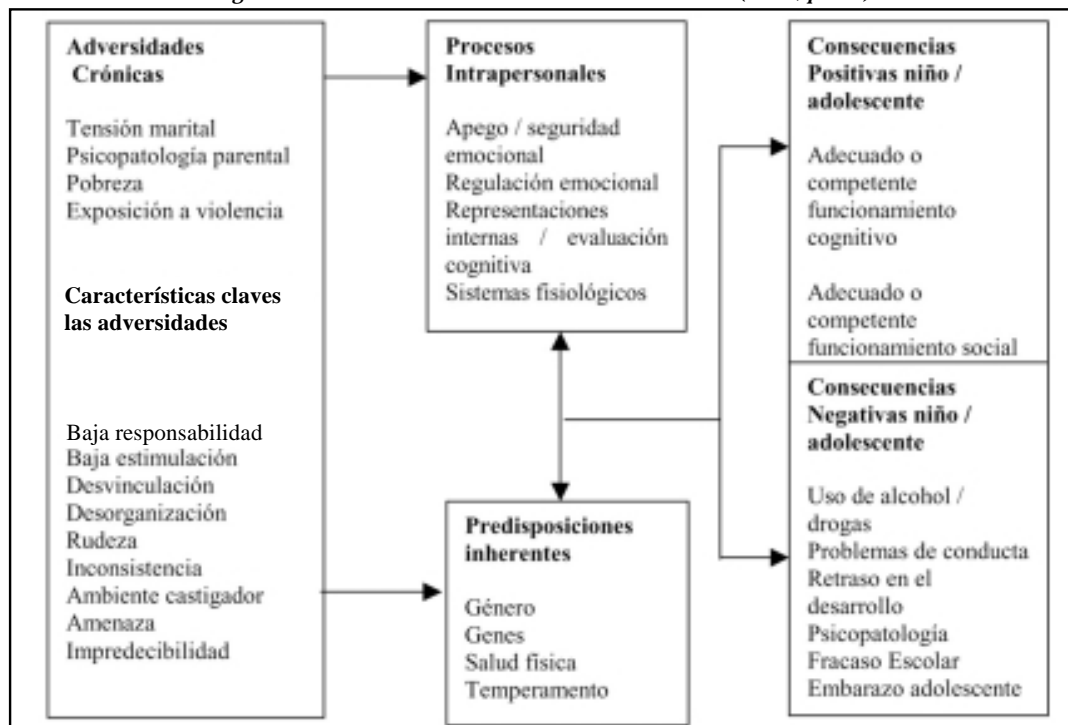 Adversidades
Crónicas
Tensión marital
Psicopatología parental
Pobreza
Exposición a violencia
Características claves
las adversidades
Baja responsabilidad
Baja estimulación
Desvinculación
Desorganización
Rudeza
Inconsistencia
Ambiente castigador
Amenaza
Impredecibilidad
Procesos
Intrapersonales
Apego / seguridad
emocional
Regulación emocional
Representaciones
internas / evaluación
cognitiva
Sistemas fisiológicos
Predisposiciones
inherentes
Género
Genes
Salud física
Temperamento
Consecuencias
Positivas niño /
adolescente
Adecuado o
competente
funcionamiento
cognitivo
Adecuado o
competente
funcionamiento social
Consecuencias
Negativas niño /
adolescente
Uso de alcohol /
drogas
Problemas de conducta
Retraso en el
desarrollo
Psicopatología
Fracaso Escolar
Embarazo adolescente